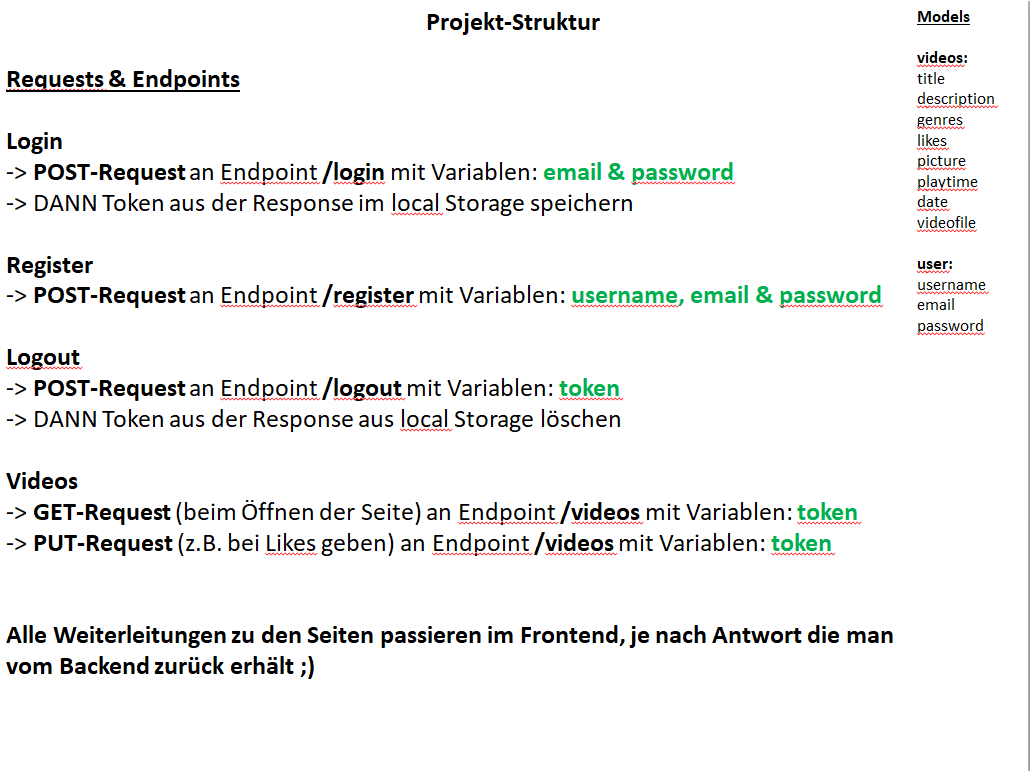 Projekt-Struktur
Requests & Endpoints
Login
-> POST-Request an Endpoint /login mit Variablen: email & password
-> DANN Token aus der Response im local Storage speichern
Register
-> POST-Request an Endpoint /register mit Variablen: username, email & password
Logout
-> POST-Request an Endpoint /logout mit Variablen: token
-> DANN Token aus der Response aus local Storage löschen
Videos
-> GET-Request (beim Öffnen der Seite) an Endpoint /videos mit Variablen: token
-> PUT-Request (z.B. bei Likes geben) an Endpoint /videos mit Variablen: token
Alle Weiterleitungen zu den Seiten passieren im Frontend, je nach Antwort die man
vom Backend zurück erhält ;)
Models
videos:
title
description
genres
likes
picture
playtime
date
videofile
user:
username
email
password